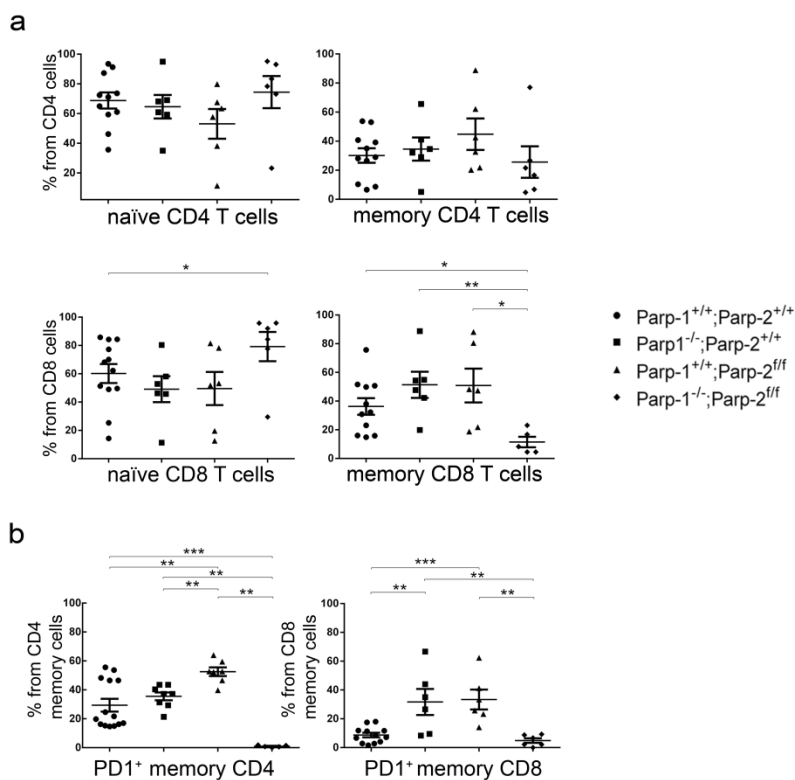 a
% from CD4 cells
100
80
60
40
20
0
naïve CD4 T cells
100
80
60
40
20
0
memory CD4 T cells
*
% from CD8 cells
100
80
60
40
20
0
naïve CD8 T cells
*
**
*
100
80
60
40
20
0
memory CD8 T cells
Parp-1+/+;Parp-2+/+
Parp1-/-;Parp-2+/+
Parp-1+/+;Parp-2f/f
Parp-1-/-;Parp-2f/f
b
***
**
**
**
**
% from CD4
memory cells
100
80
60
40
20
0
PD1+ memory CD4
***
**
**
**
% from CD8
memory cells
100
80
60
40
20
0
PD1+ memory CD8